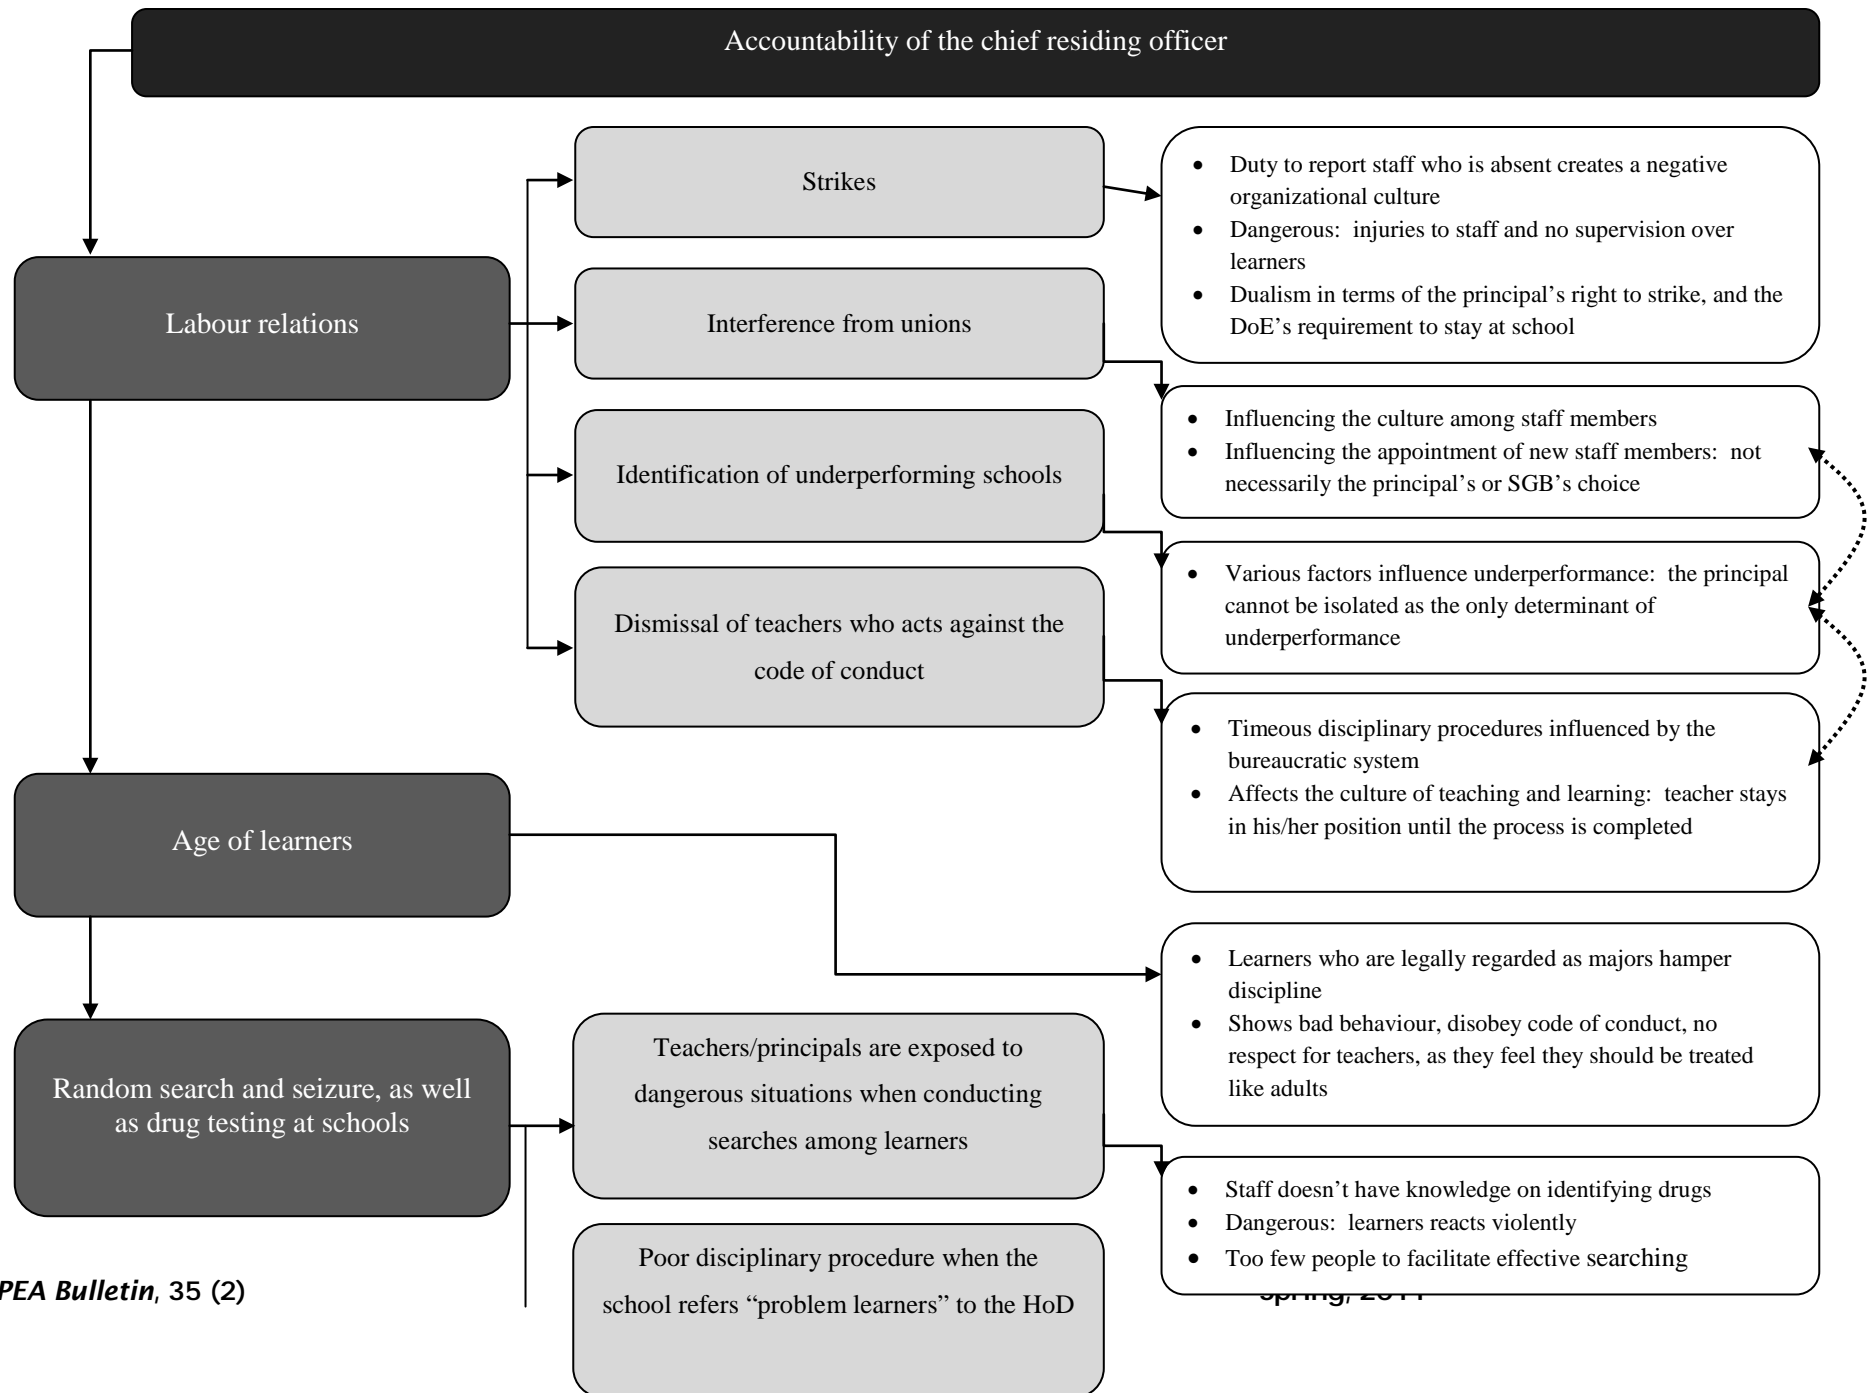 Accountability of the chief residing officer
Strikes
• Duty to report staff who is absent creates a negative
organizational culture
• Dangerous: injuries to staff and no supervision over
learners
• Dualism in terms of the principal’s right to strike, and the
DoE’s requirement to stay at school
Labour relations
Interference from unions
• Influencing the culture among staff members
• Influencing the appointment of new staff members: not
necessarily the principal’s or SGB’s choice
Identification of underperforming schools
• Various factors influence underperformance: the principal
cannot be isolated as the only determinant of
underperformance
Dismissal of teachers who acts against the
code of conduct
• Timeous disciplinary procedures influenced by the
bureaucratic system
• Affects the culture of teaching and learning: teacher stays
in his/her position until the process is completed
Age of learners
• Learners who are legally regarded as majors hamper
discipline
• Shows bad behaviour, disobey code of conduct, no
respect for teachers, as they feel they should be treated
like adults
Random search and seizure, as well
as drug testing at schools
Teachers/principals are exposed to
dangerous situations when conducting
searches among learners
• Staff doesn’t have knowledge on identifying drugs
• Dangerous: learners reacts violently
• Too few people to facilitate effective searching
Poor disciplinary procedure when the
school refers “problem learners” to the HoD
PEA Bulletin, 35 (2)